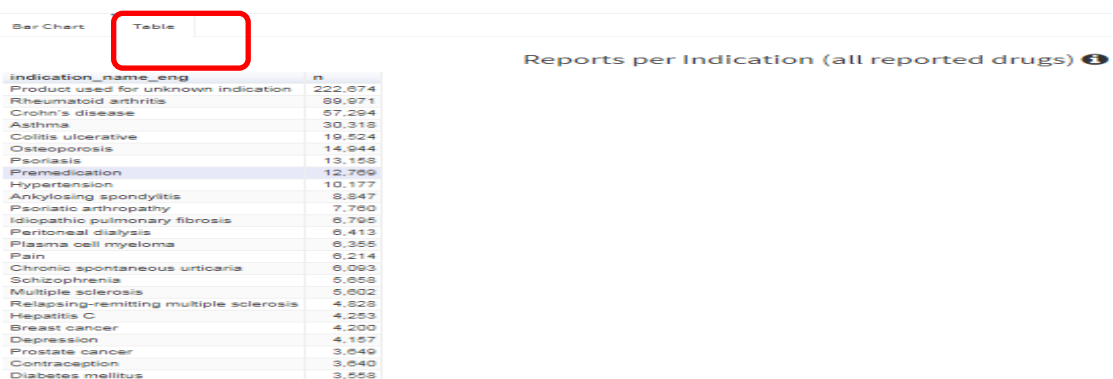 Bar Chart Table
Reports per Indication (all reported drugs)
indication_name_eng n
Product used for unknown indication 222,674
Rheumatoid arthritis 89,971
Crohn's disease 57,294
Asthma 30,318
Colitis ulcerative 19,524
Osteoporosis 14,944
Psoriasis 13,158
Premedication 12,769
Hypertension 10,177
Ankylosing spondylitis 8,847
Psoriatic arthropathy 7,760
Idiopathic pulmonary fibrosis 6,795
Peritoneal dialysis 6,413
Plasma cell myeloma 6,355
Pain 6,214
Chronic spontaneous urticaria 6,093
Schizophrenia 5,658
Multiple sclerosis 5,602
Relapsing-remitting multiple sclerosis 4,828
Hepatitis C 4,253
Breast cancer 4,200
Depression 4,157
Prostate cancer 3,649
Contraception 3,640
Diabetes mellitus 3,558